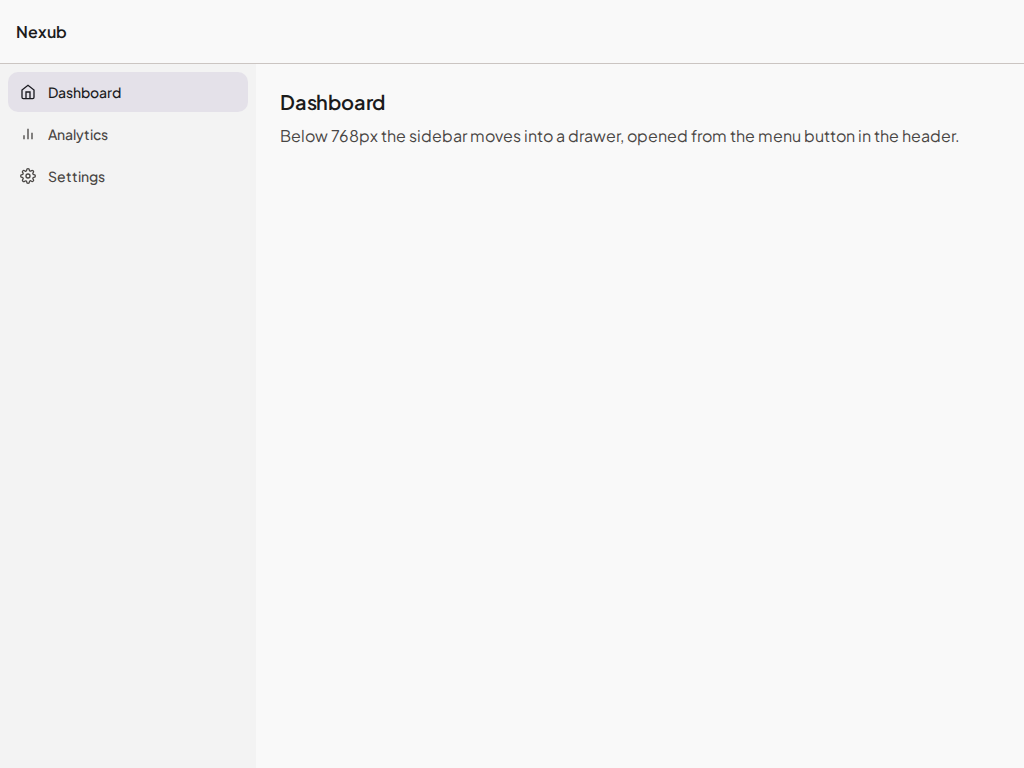 Nexub
Dashboard
Analytics
Settings
Dashboard
Below 768px the sidebar moves into a drawer, opened from the menu button in the header.